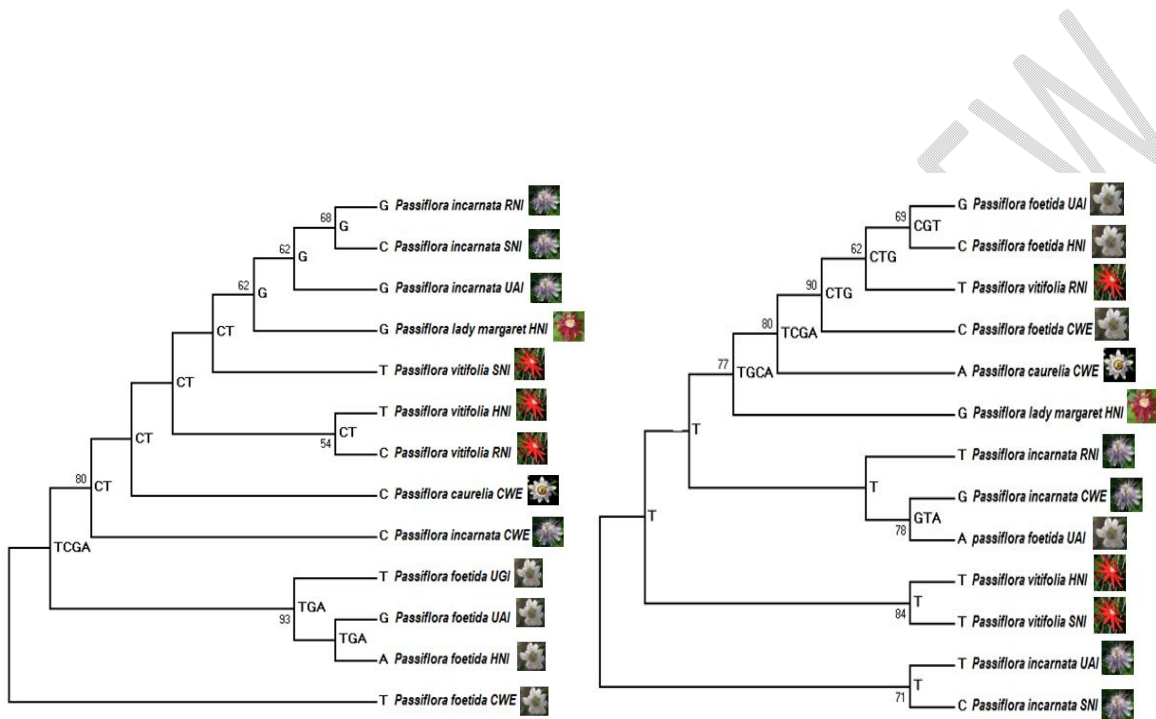 G Passiflora incarnata RNI
68
G
C Passiflora incarnata SNI
62
G
G Passiflora incarnata UAI
62
G
G Passiflora lady margaret HNI
CT
T Passiflora vitifolia SNI
CT
T Passiflora vitifolia HNI
CT
54
C Passiflora vitifolia RNI
CT
C Passiflora caurelia CWE
80
CT
C Passiflora incarnata CWE
TCGA
T Passiflora foetida UGI
TGA
93
G Passiflora foetida UAI
TGA
A Passiflora foetida HNI
T Passiflora foetida CWE
G Passiflora foetida UAI
69
CGT
C Passiflora foetida HNI
62
CTG
T Passiflora vitifolia RNI
90
CTG
C Passiflora foetida CWE
80
TCGA
A Passiflora caurelia CWE
77
TGCA
G Passiflora lady margaret HNI
T
T Passiflora incarnata RNI
T
G Passiflora incarnata CWE
GTA
78
A passiflora foetida UAI
T
T Passiflora vitifolia HNI
T
84
T Passiflora vitifolia SNI
T Passiflora incarnata UAI
T
71
C Passiflora incarnata SNI